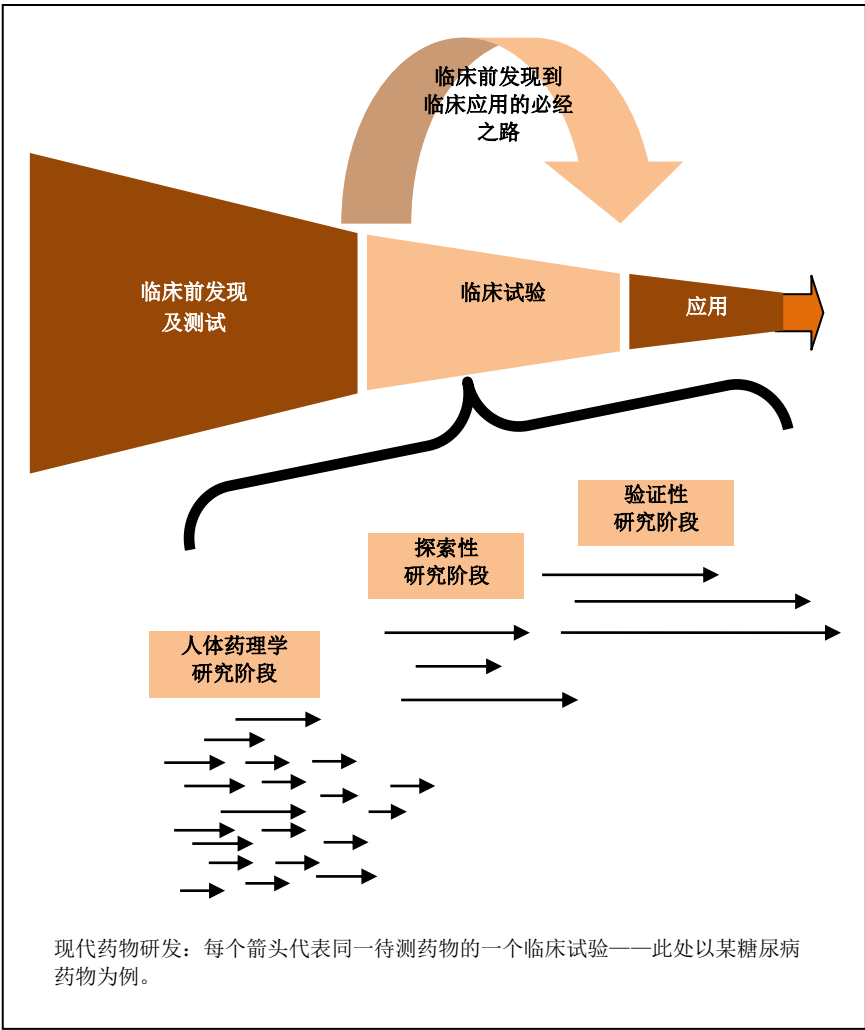 临床前发现到
临床应用的必经
之路
临床前发现
及测试
临床试验
应用
验证性
研究阶段
探索性
研究阶段
人体药理学
研究阶段
现代药物研发：每个箭头代表同一待测药物的一个临床试验——此处以某糖尿病
药物为例。